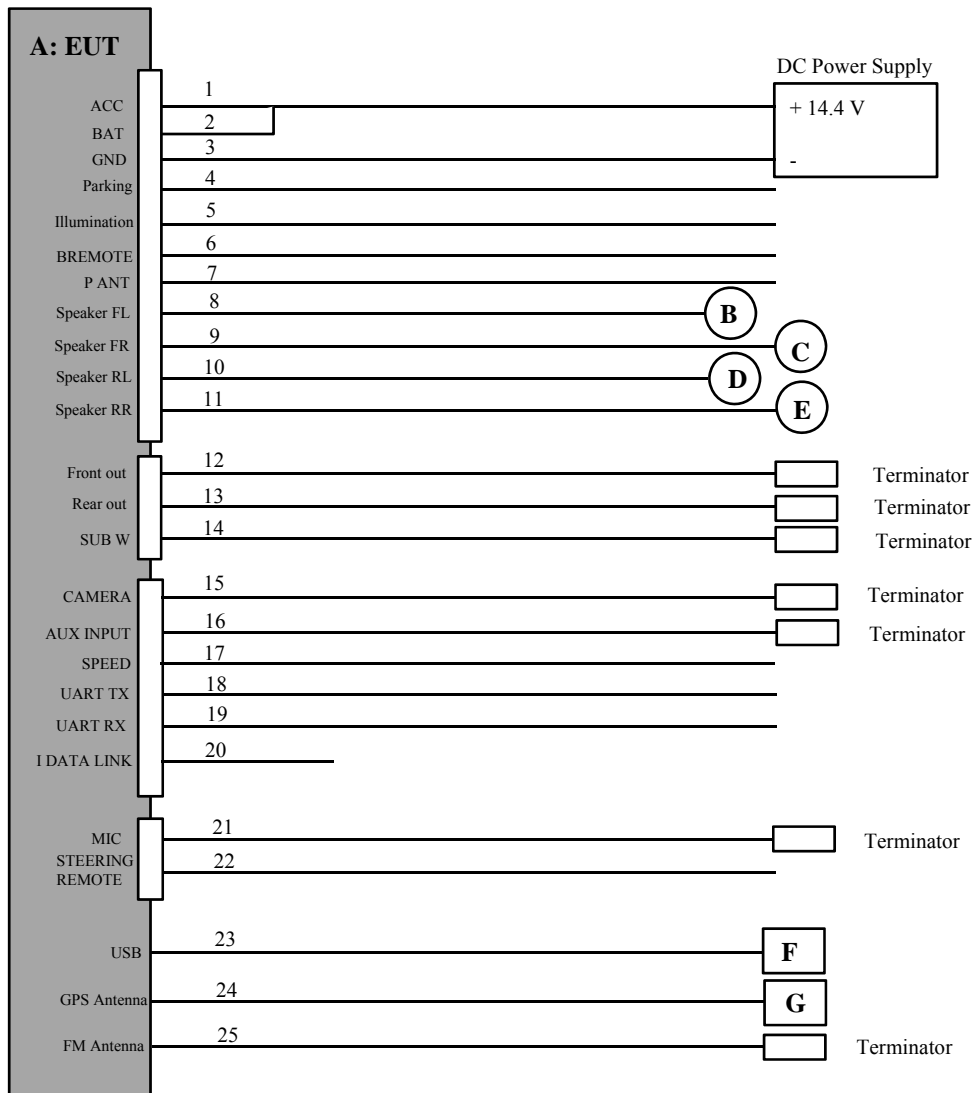 A: EUT
DC Power Supply
ACC 1 + 14.4 V
BAT 2
GND 3 -
Parking 4
Illumination 5
BREMOTE 6
P ANT 7
Speaker FL 8 B
Speaker FR 9 C
Speaker RL 10 D
Speaker RR 11 E
Front out 12 Terminator
Rear out 13 Terminator
SUB W 14 Terminator
CAMERA 15 Terminator
AUX INPUT 16 Terminator
SPEED 17
UART TX 18
UART RX 19
I DATA LINK 20
MIC 21 Terminator
STEERING 22
REMOTE
USB 23 F
GPS Antenna 24 G
FM Antenna 25 Terminator